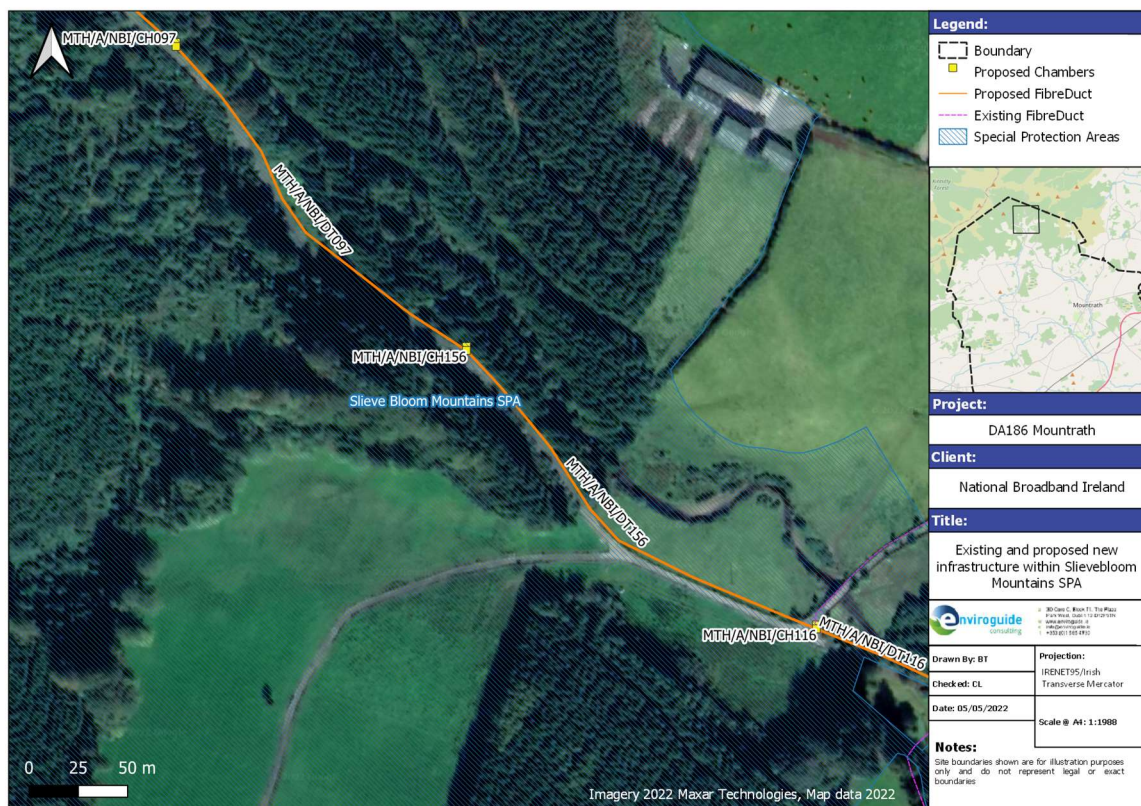 MTH/A/NBI/CH097
MTH/A/NBI/DT097
MTH/A/NBI/CH156
Slieve Bloom Mountains SPA
MTH/A/NBI/DT156
MTH/A/NBI/CH116
MTH/A/NBI/DT116
0 25 50 m
Imagery 2022 Maxar Technologies, Map data 2022
Legend:
Boundary
Proposed Chambers
Proposed FibreDuct
Existing FibreDuct
Special Protection Areas
Mountrath
Project:
DA186 Mountrath
Client:
National Broadband Ireland
Title:
Existing and proposed new
infrastructure within Slievebloom
Mountains SPA
enviroguide
consulting
Drawn By: BT
Checked: CL
Date: 05/05/2022
Projection:
IRENET95/Irish
Transverse Mercator
Scale @ A4: 1:1988
Notes:
Site boundaries shown are for illustration purposes
only and do not represent legal or exact
boundaries